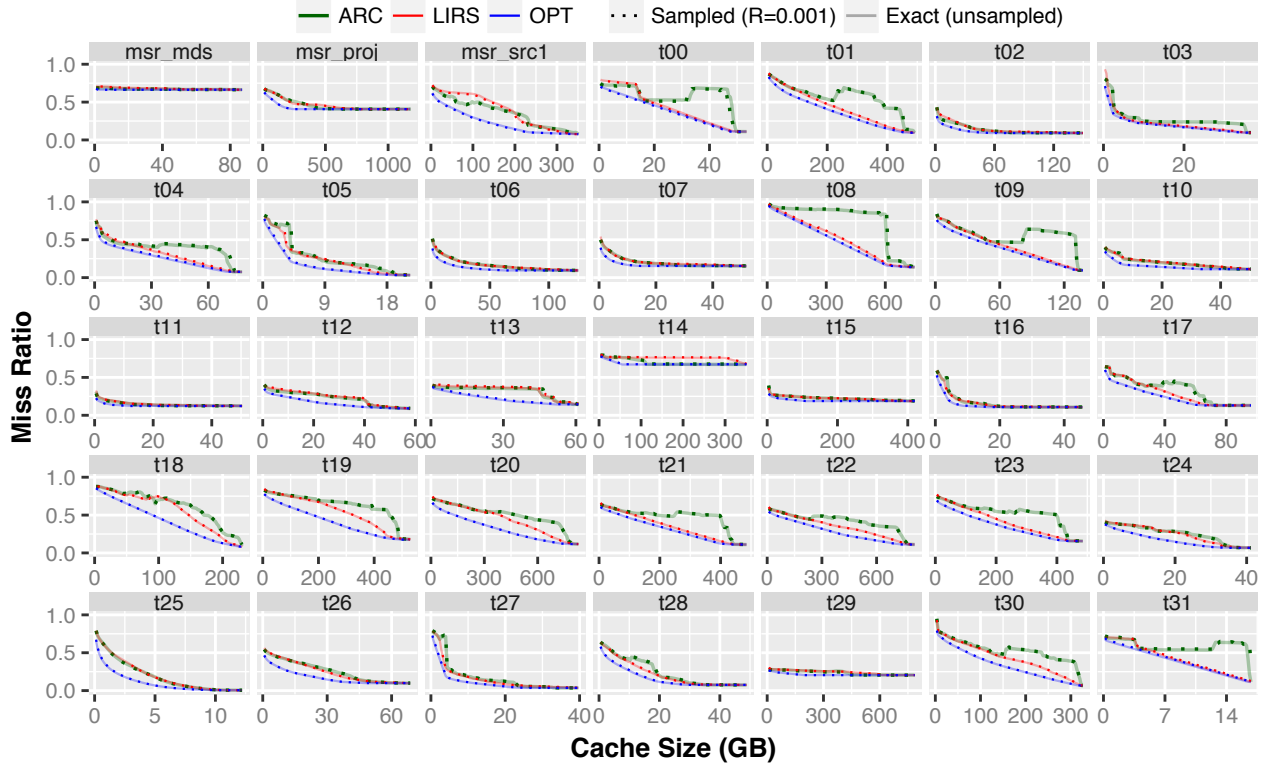 ARC LIRS OPT Sampled (R=0.001) Exact (unsampled)
msr_mds msr_proj msr_src1 t00 t01 t02 t03
1.0
0.5
0.0
0 40 80 0 500 1000 0 100 200 300 0 20 40 0 200 400 0 60 120 20
t04 t05 t06 t07 t08 t09 t10
1.0
0.5
0.0
0 30 60 0 9 18 0 50 100 0 20 40 0 300 600 0 40 80 120 0 20 40
t11 t12 t13 t14 t15 t16 t17
1.0
0.5
0.0
0 20 40 0 20 40 60 0 30 60 0 100 200 300 0 200 400 0 20 40 0 40 80
t18 t19 t20 t21 t22 t23 t24
1.0
0.5
0.0
0 100 200 0 200 400 0 300 600 0 200 400 300 600 0 200 400 0 20 40
t25 t26 t27 t28 t29 t30 t31
1.0
0.5
0.0
0 5 10 0 30 60 0 20 40 0 20 40 0 300 600 0 100 200 300 0 7 14
Miss Ratio
Cache Size (GB)